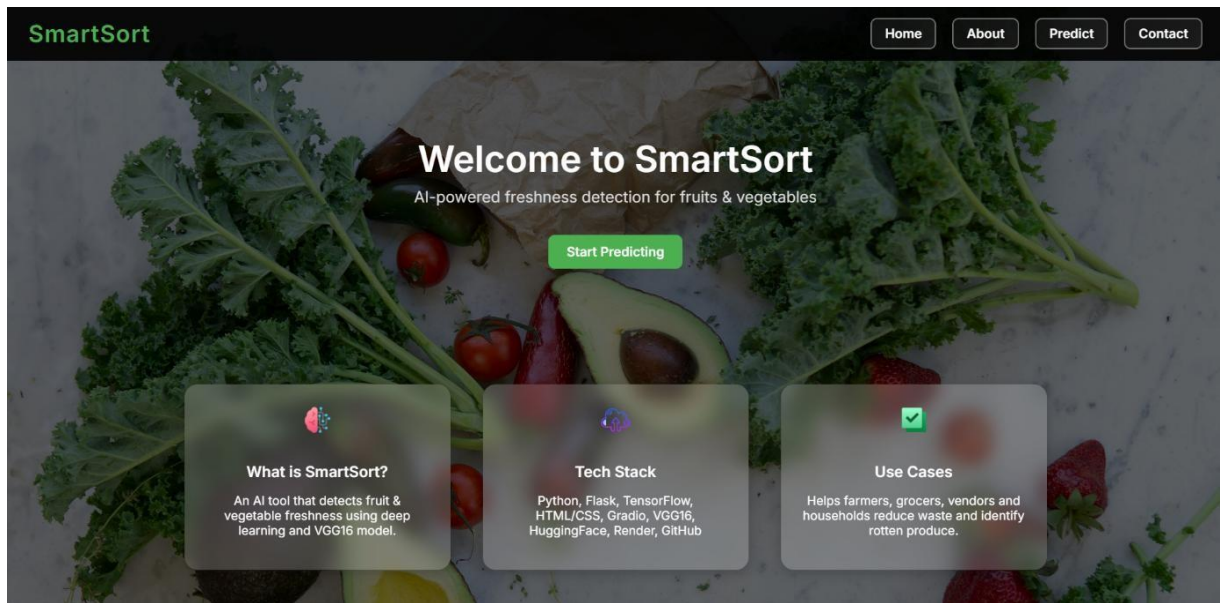 SmartSort
Home
About
Predict
Contact
Welcome to SmartSort
AI-powered freshness detection for fruits & vegetables
Start Predicting
What is SmartSort?
An AI tool that detects fruit &
vegetable freshness using deep
learning and VGG16 model.
Tech Stack
Python, Flask, TensorFlow,
HTML/CSS, Gradio, VGG16,
HuggingFace, Render, GitHub
Use Cases
Helps farmers, grocers, vendors and
households reduce waste and identify
rotten produce.